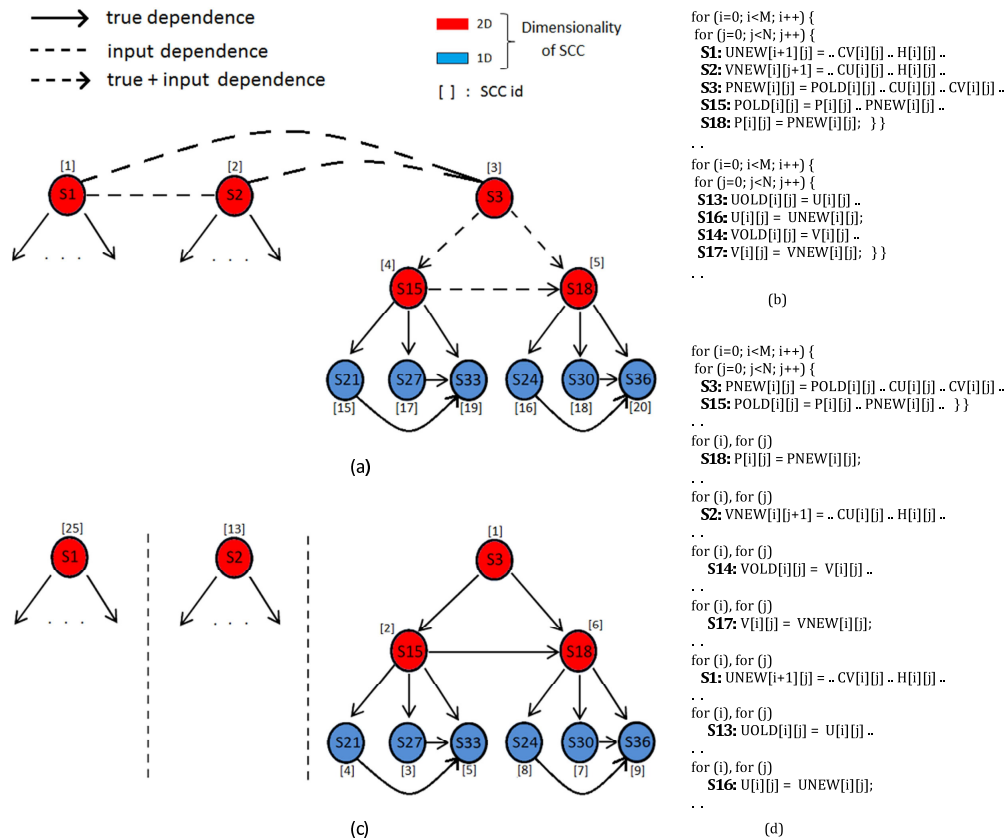 true dependence
input dependence
true + input dependence
2D
1D
Dimensionality
of SCC
[ ] : SCC id
[1]
S1
. . .
[2]
S2
. . .
[3]
S3
[4]
S15
[5]
S18
S21
S27
S33
S24
S30
S36
[15]
[17]
[19]
[16]
[18]
[20]
(a)
for (i=0; i<M; i++) {
for (j=0; j<N; j++) {
S1: UNEW[i+1][j] = .. CV[i][j] .. H[i][j] ..
S2: VNEW[i][j+1] = .. CU[i][j] .. H[i][j] ..
S3: PNEW[i][j] = POLD[i][j] .. CU[i][j] .. CV[i][j] ..
S15: POLD[i][j] = P[i][j] .. PNEW[i][j] ..
S18: P[i][j] = PNEW[i][j]; } }
. .
for (i=0; i<M; i++) {
for (j=0; j<N; j++) {
S13: UOLD[i][j] = U[i][j] ..
S16: U[i][j] = UNEW[i][j];
S14: VOLD[i][j] = V[i][j] ..
S17: V[i][j] = VNEW[i][j]; } }
. .
(b)
[25]
S1
. . .
[13]
S2
. . .
[1]
S3
[2]
S15
[6]
S18
S21
S27
S33
S24
S30
S36
[4]
[3]
[5]
[8]
[7]
[9]
(c)
for (i=0; i<M; i++) {
for (j=0; j<N; j++) {
S3: PNEW[i][j] = POLD[i][j] .. CU[i][j] .. CV[i][j] ..
S15: POLD[i][j] = P[i][j] .. PNEW[i][j] .. } }
. .
for (i), for (j)
S18: P[i][j] = PNEW[i][j];
. .
for (i), for (j)
S2: VNEW[i][j+1] = .. CU[i][j] .. H[i][j] ..
. .
for (i), for (j)
S14: VOLD[i][j] = V[i][j] ..
. .
for (i), for (j)
S17: V[i][j] = VNEW[i][j];
. .
for (i), for (j)
S1: UNEW[i+1][j] = .. CV[i][j] .. H[i][j] ..
. .
for (i), for (j)
S13: UOLD[i][j] = U[i][j] ..
. .
for (i), for (j)
S16: U[i][j] = UNEW[i][j];
. .
(d)